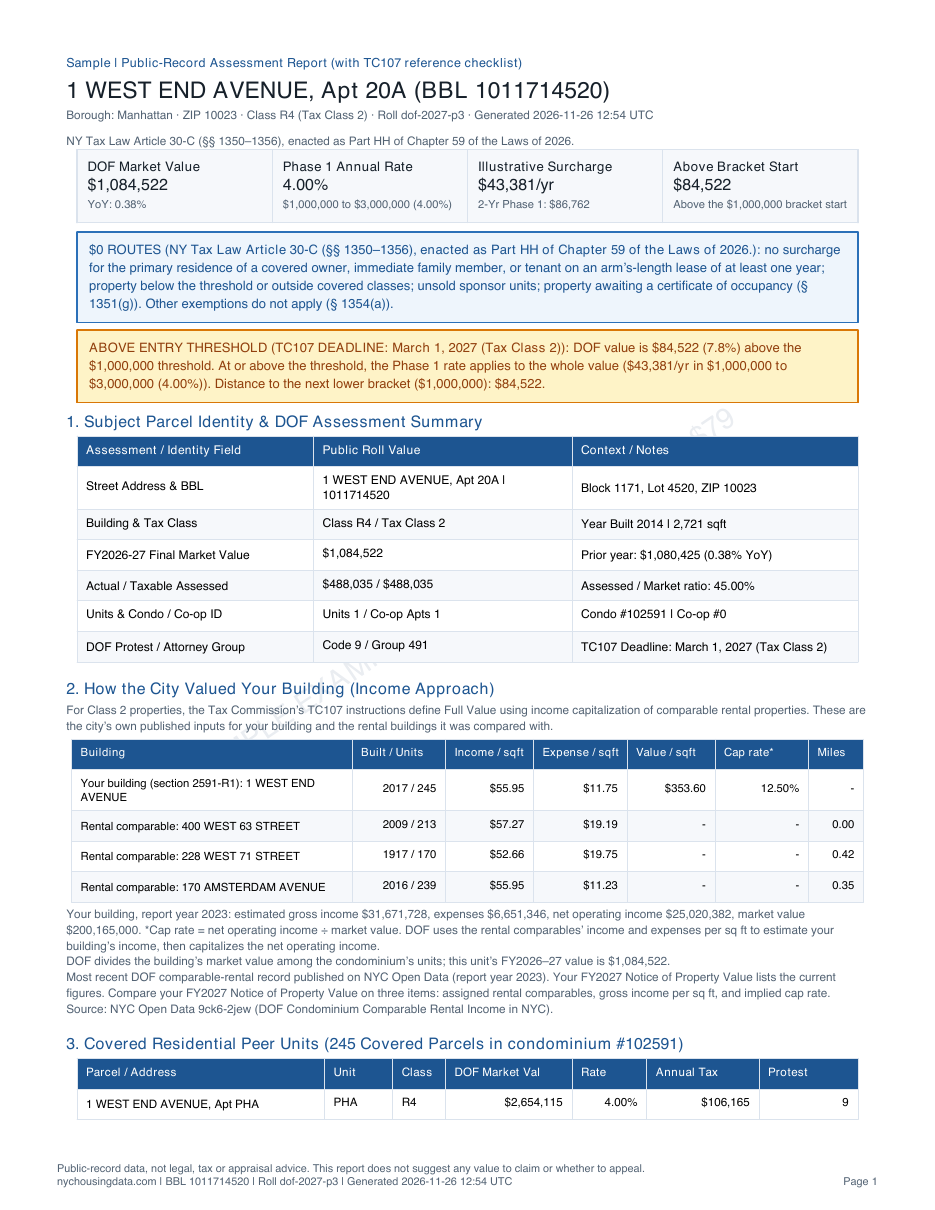 Sample | Public-Record Assessment Report (with TC107 reference checklist)
1 WEST END AVENUE, Apt 20A (BBL 1011714520)
Borough: Manhattan · ZIP 10023 · Class R4 (Tax Class 2) · Roll dof-2027-p3 · Generated 2026-11-26 12:54 UTC
NY Tax Law Article 30-C (§§ 1350–1356), enacted as Part HH of Chapter 59 of the Laws of 2026.
DOF Market Value
$1,084,522
YoY: 0.38%
Phase 1 Annual Rate
4.00%
$1,000,000 to $3,000,000 (4.00%)
Illustrative Surcharge
$43,381/yr
2-Yr Phase 1: $86,762
Above Bracket Start
$84,522
Above the $1,000,000 bracket start
$0 ROUTES (NY Tax Law Article 30-C (§§ 1350–1356), enacted as Part HH of Chapter 59 of the Laws of 2026.): no surcharge
for the primary residence of a covered owner, immediate family member, or tenant on an arm's-length lease of at least one year;
property below the threshold or outside covered classes; unsold sponsor units; property awaiting a certificate of occupancy (§
1351(g)). Other exemptions do not apply (§ 1354(a)).
ABOVE ENTRY THRESHOLD (TC107 DEADLINE: March 1, 2027 (Tax Class 2)): DOF value is $84,522 (7.8%) above the
$1,000,000 threshold. At or above the threshold, the Phase 1 rate applies to the whole value ($43,381/yr in $1,000,000 to
$3,000,000 (4.00%)). Distance to the next lower bracket ($1,000,000): $84,522.
1. Subject Parcel Identity & DOF Assessment Summary
Assessment / Identity Field Public Roll Value Context / Notes
Street Address & BBL 1 WEST END AVENUE, Apt 20A | 1011714520 Block 1171, Lot 4520, ZIP 10023
Building & Tax Class Class R4 / Tax Class 2 Year Built 2014 | 2,721 sqft
FY2026-27 Final Market Value $1,084,522 Prior year: $1,080,425 (0.38% YoY)
Actual / Taxable Assessed $488,035 / $488,035 Assessed / Market ratio: 45.00%
Units & Condo / Co-op ID Units 1 / Co-op Apts 1 Condo #102591 | Co-op #0
DOF Protest / Attorney Group Code 9 / Group 491 TC107 Deadline: March 1, 2027 (Tax Class 2)
2. How the City Valued Your Building (Income Approach)
For Class 2 properties, the Tax Commission's TC107 instructions define Full Value using income capitalization of comparable rental properties. These are
the city's own published inputs for your building and the rental buildings it was compared with.
Building Built / Units Income / sqft Expense / sqft Value / sqft Cap rate* Miles
Your building (section 2591-R1): 1 WEST END AVENUE 2017 / 245 $55.95 $11.75 $353.60 12.50% -
Rental comparable: 400 WEST 63 STREET 2009 / 213 $57.27 $19.19 - - 0.00
Rental comparable: 228 WEST 71 STREET 1917 / 170 $52.66 $19.75 - - 0.42
Rental comparable: 170 AMSTERDAM AVENUE 2016 / 239 $55.95 $11.23 - - 0.35
Your building, report year 2023: estimated gross income $31,671,728, expenses $6,651,346, net operating income $25,020,382, market value
$200,165,000. *Cap rate = net operating income ÷ market value. DOF uses the rental comparables' income and expenses per sq ft to estimate your
building's income, then capitalizes the net operating income.
DOF divides the building's market value among the condominium's units; this unit's FY2026–27 value is $1,084,522.
Most recent DOF comparable-rental record published on NYC Open Data (report year 2023). Your FY2027 Notice of Property Value lists the current
figures. Compare your FY2027 Notice of Property Value on three items: assigned rental comparables, gross income per sq ft, and implied cap rate.
Source: NYC Open Data 9ck6-2jew (DOF Condominium Comparable Rental Income in NYC).
3. Covered Residential Peer Units (245 Covered Parcels in condominium #102591)
Parcel / Address Unit Class DOF Market Val Rate Annual Tax Protest
1 WEST END AVENUE, Apt PHA PHA R4 $2,654,115 4.00% $106,165 9
Public-record data, not legal, tax or appraisal advice. This report does not suggest any value to claim or whether to appeal.
nychousingdata.com | BBL 1011714520 | Roll dof-2027-p3 | Generated 2026-11-26 12:54 UTC
Page 1